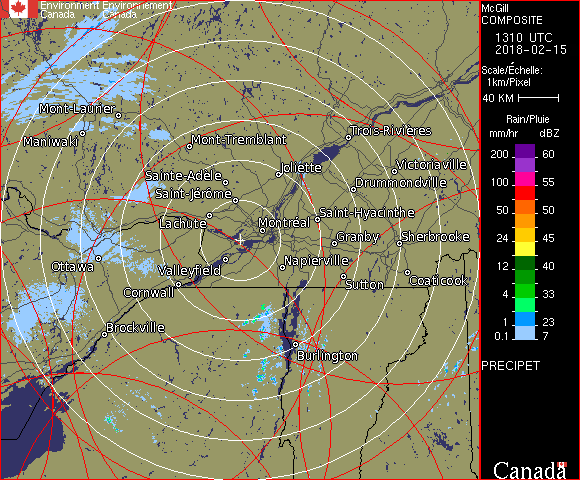 Environment Environnement
Canada Canada
Mont-Laurier
Maniwaki
Mont-Tremblant
Trois-Rivières
Sainte-Adèle
Joliette
Victoriaville
Saint-Jérôme
Drummondville
Lachute
Montréal
Saint-Hyacinthe
Granby
Sherbrooke
Ottawa
Valleyfield
Napierville
Cornwall
Sutton
Coaticook
Brockville
Burlington
McGill
COMPOSITE
1310 UTC
2018-02-15
Scale/Échelle:
1km/Pixel
40 KM
Rain/Pluie
mm/hr dBZ
200 60
100 55
50 50
24 45
12 40
4 33
1 23
0.1 7
PRECIPET
Canada